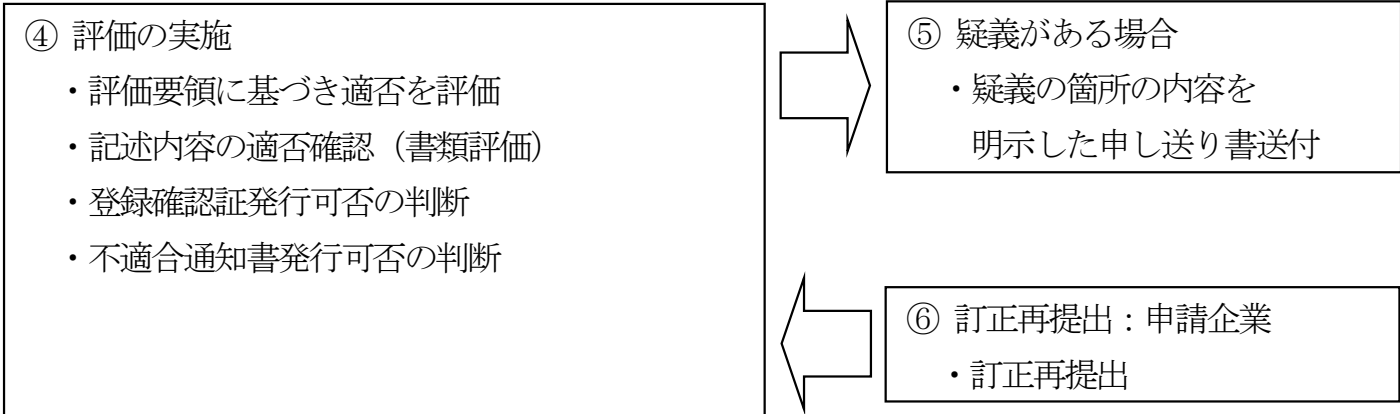 ④ 評価の実施
・評価要領に基づき適否を評価
・記述内容の適否確認（書類評価）
・登録確認証発行可否の判断
・不適合通知書発行可否の判断
⑤ 疑義がある場合
・疑義の箇所の内容を
明示した申し送り書送付
⑥ 訂正再提出：申請企業
・訂正再提出